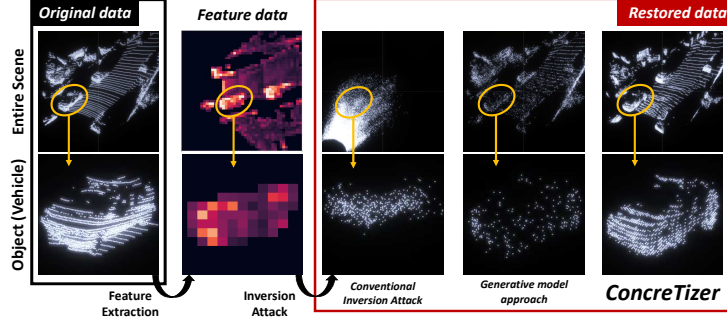 Original data
Feature data
Restored data
Entire Scene
Object (Vehicle)
Feature
Extraction
Inversion
Attack
Conventional
Inversion Attack
Generative model
approach
ConcreTizer